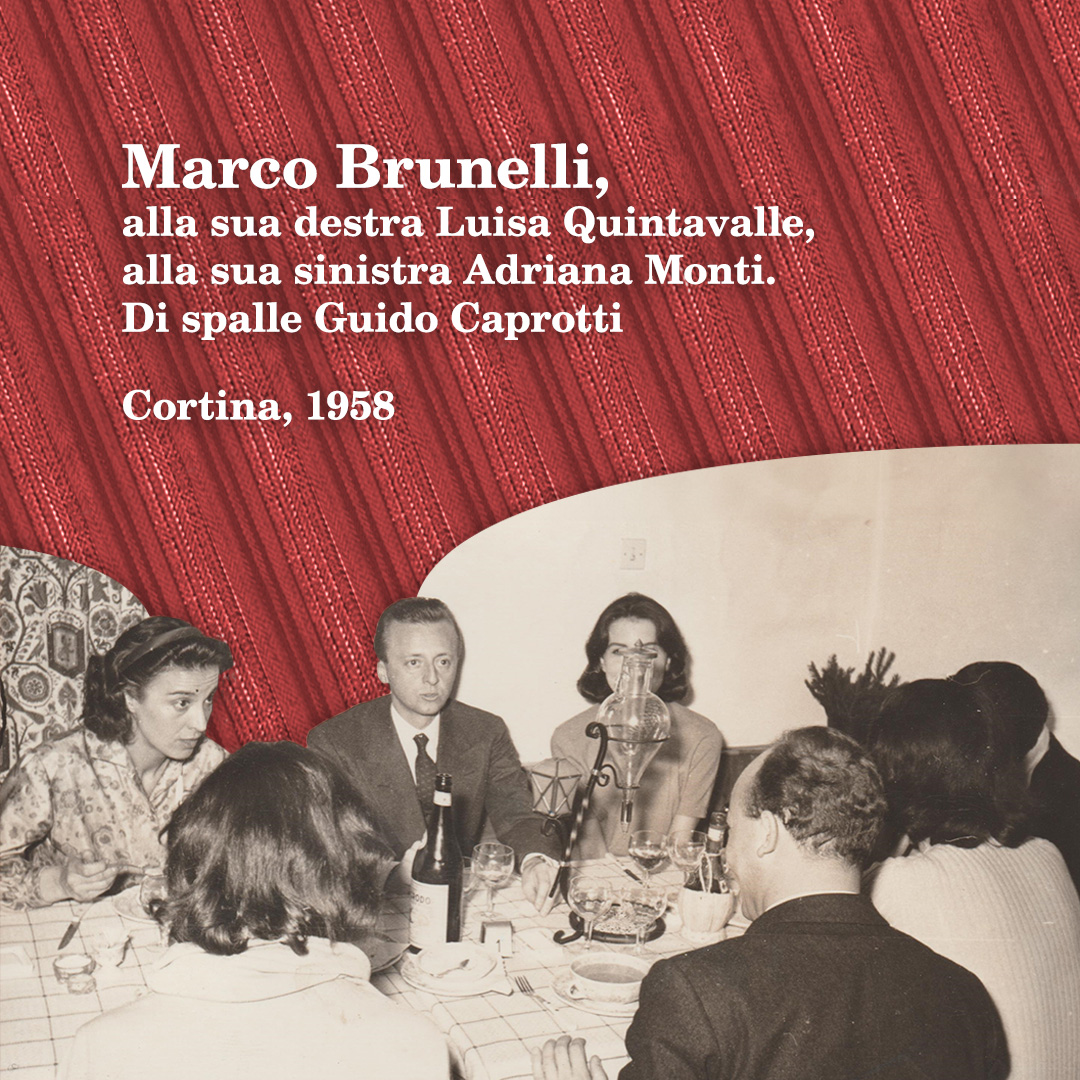 Marco Brunelli,
alla sua destra Luisa Quintavalle,
alla sua sinistra Adriana Monti.
Di spalle Guido Caprotti
Cortina, 1958